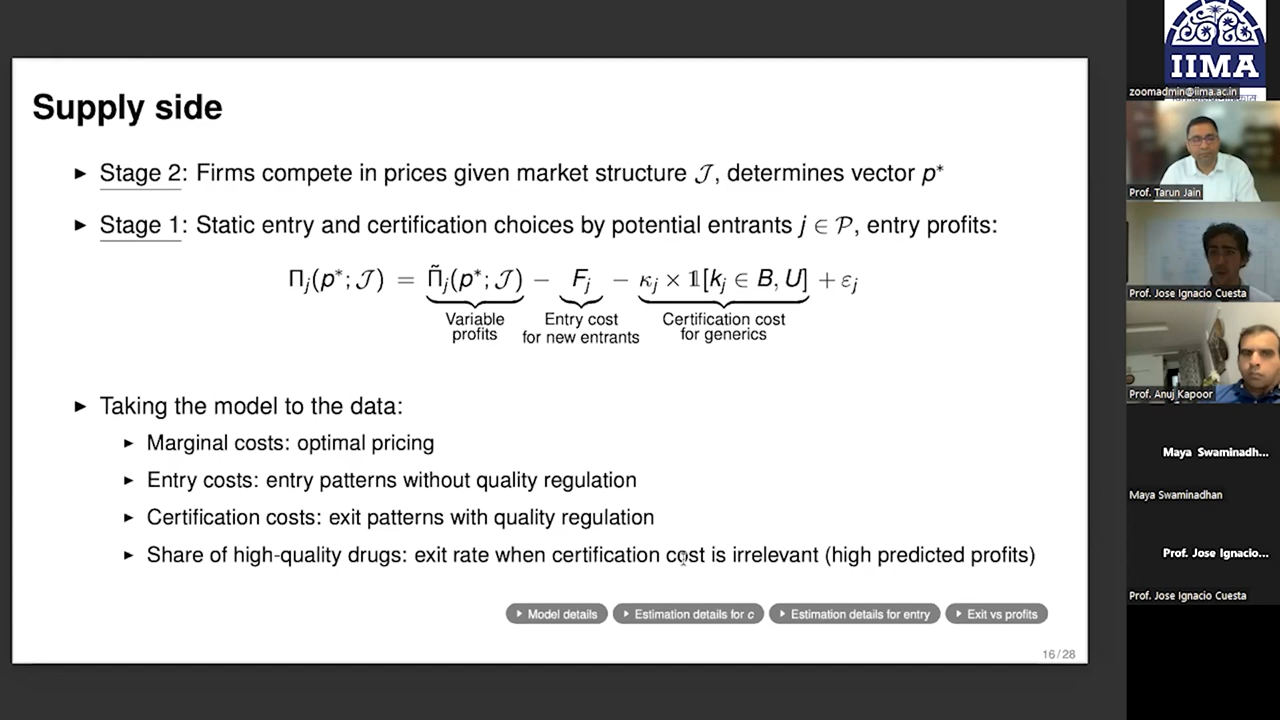 Supply side
▸ Stage 2: Firms compete in prices given market structure 𝒥, determines vector p*
▸ Stage 1: Static entry and certification choices by potential entrants j ∈ 𝒫, entry profits:
Πj(p*; 𝒥) = Π̃j(p*; 𝒥) − Fj − κj × 𝟙[kj ∈ B, U] + εj
Variable profits
Entry cost for new entrants
Certification cost for generics
▸ Taking the model to the data:
▸ Marginal costs: optimal pricing
▸ Entry costs: entry patterns without quality regulation
▸ Certification costs: exit patterns with quality regulation
▸ Share of high-quality drugs: exit rate when certification cost is irrelevant (high predicted profits)
▸ Model details ▸ Estimation details for c ▸ Estimation details for entry ▸ Exit vs profits
16 / 28
IIMA
zoomadmin@iima.ac.in
Prof. Tarun Jain
Prof. Jose Ignacio Cuesta
Prof. Anuj Kapoor
Maya Swaminadh...
Maya Swaminadhan
Prof. Jose Ignacio...
Prof. Jose Ignacio Cuesta